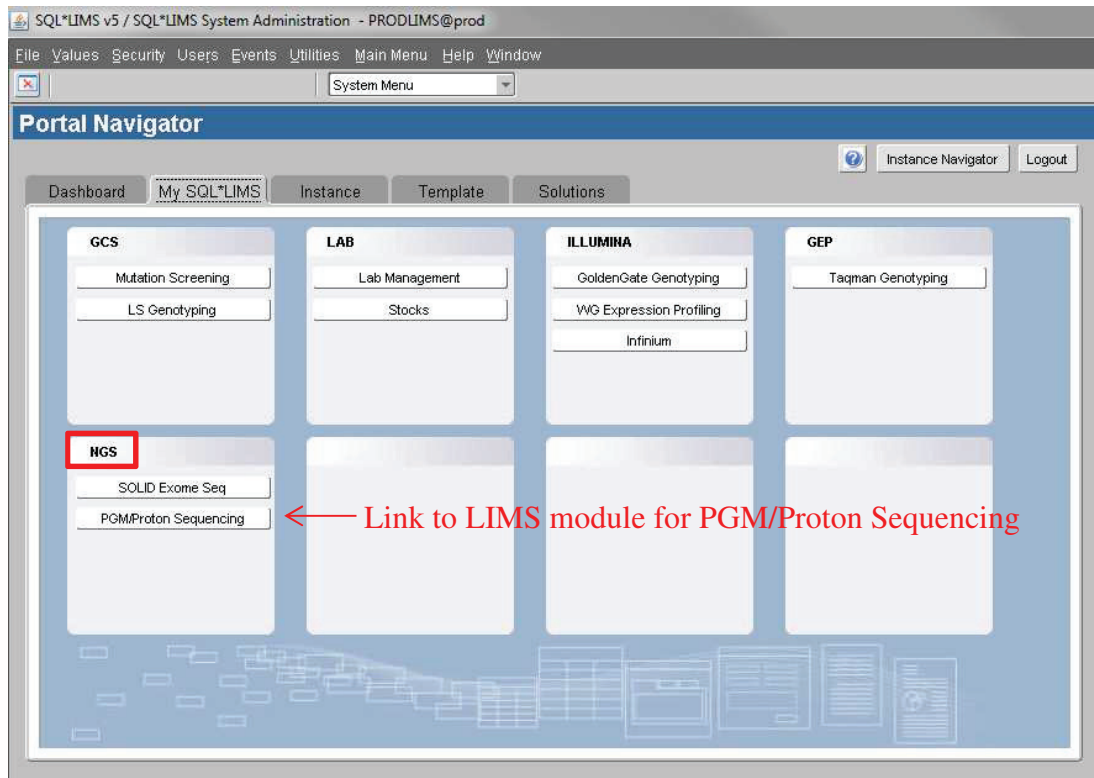 SQL*LIMS v5 / SQL*LIMS System Administration - PRODLIMS@prod
File Values Security Users Events Utilities Main Menu Help Window
System Menu
Portal Navigator
? Instance Navigator Logout
Dashboard My SQL*LIMS Instance Template Solutions
GCS LAB ILLUMINA GEP
Mutation Screening Lab Management GoldenGate Genotyping Taqman Genotyping
LS Genotyping Stocks WG Expression Profiling
Infinium
NGS
SOLID Exome Seq
PGM/Proton Sequencing Link to LIMS module for PGM/Proton Sequencing